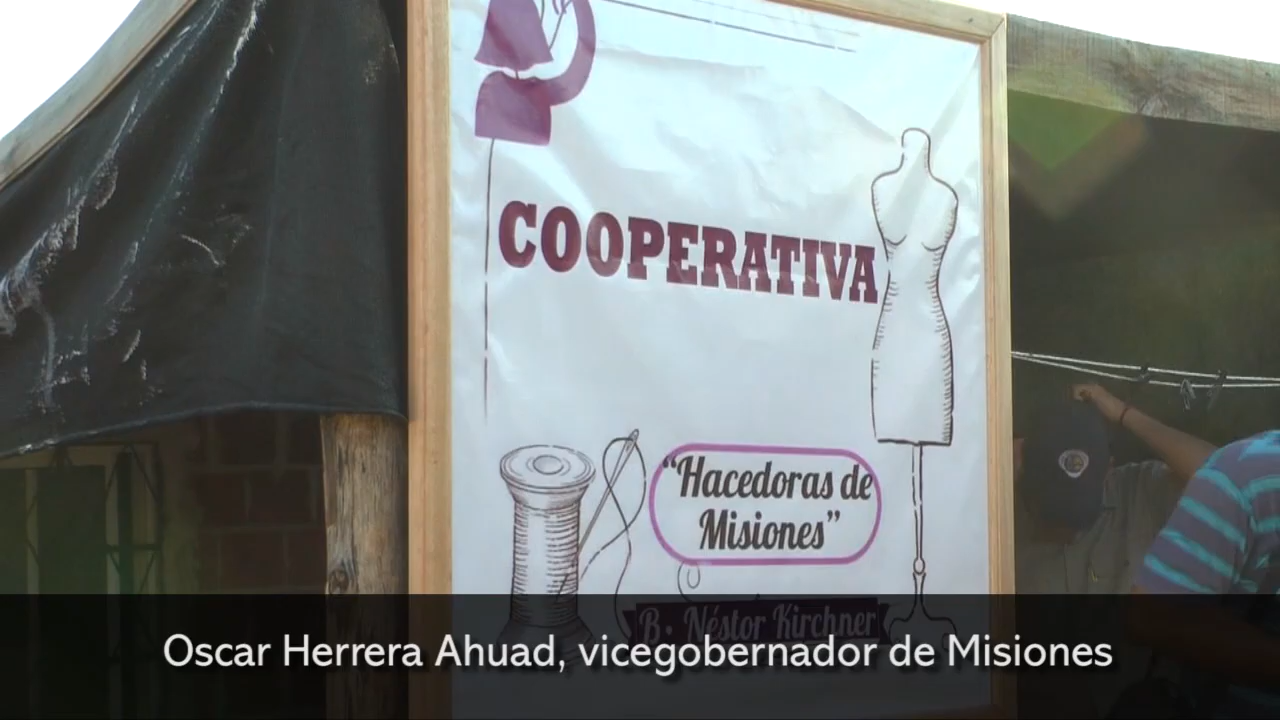 COOPERATIVA
“Hacedoras de
Misiones”
B. Néstor Kirchner
Oscar Herrera Ahuad, vicegobernador de Misiones